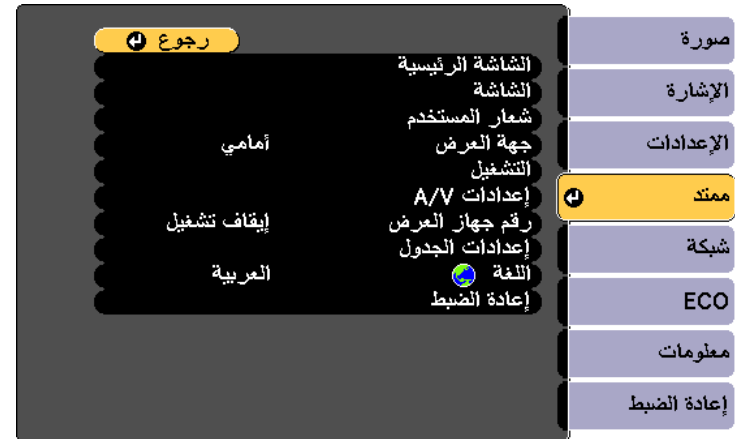 رجوع
الشاشة الرئيسية
الشاشة
شعار المستخدم
جهة العرض أمامي
التشغيل
إعدادات A/V
رقم جهاز العرض إيقاف تشغيل
إعدادات الجدول
اللغة العربية
إعادة الضبط
صورة
الإشارة
الإعدادات
ممتد
شبكة
ECO
معلومات
إعادة الضبط